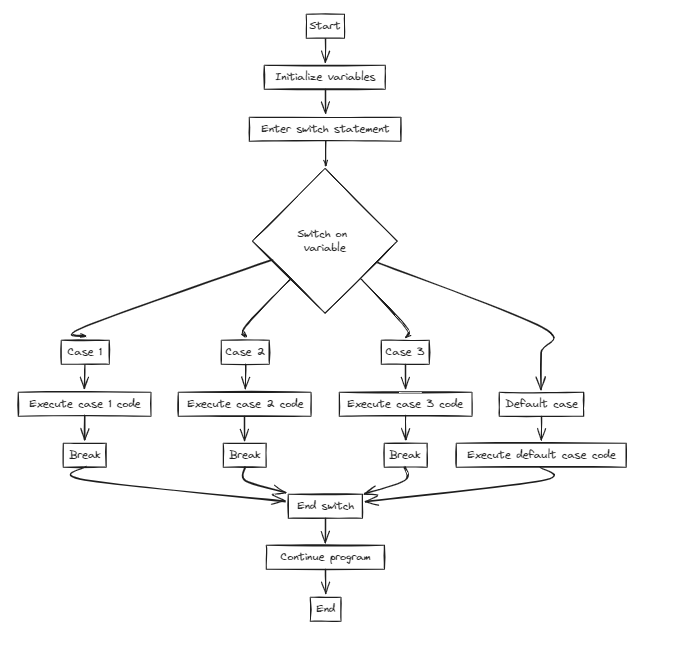 Start
Initialize variables
Enter switch statement
Switch on
variable
Case 1
Case 2
Case 3
Execute case 1 code
Execute case 2 code
Execute case 3 code
Default case
Break
Break
Break
Execute default case code
End switch
Continue program
End